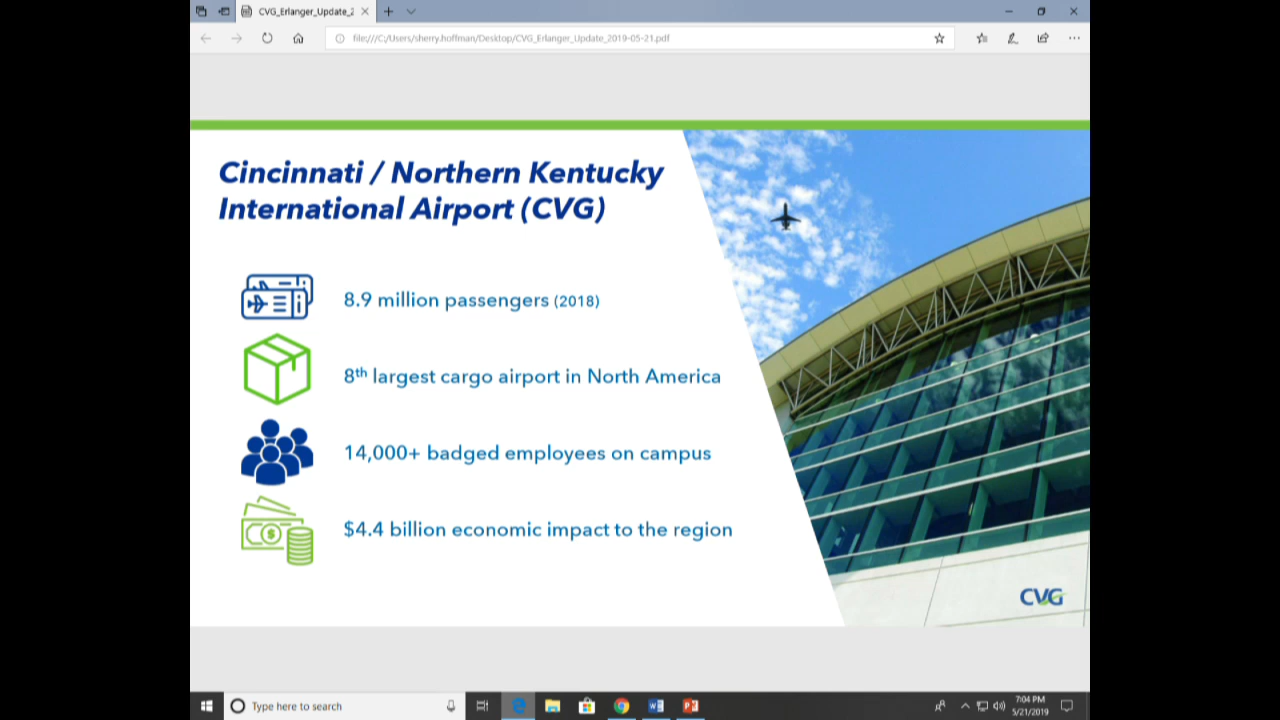 CVG_Erlanger_Update_2
file:///C:/Users/sherry.hoffman/Desktop/CVG_Erlanger_Update_2019-05-21.pdf
Cincinnati / Northern Kentucky
International Airport (CVG)
8.9 million passengers (2018)
8th largest cargo airport in North America
14,000+ badged employees on campus
$4.4 billion economic impact to the region
CVG
Type here to search
7:04 PM
5/21/2019